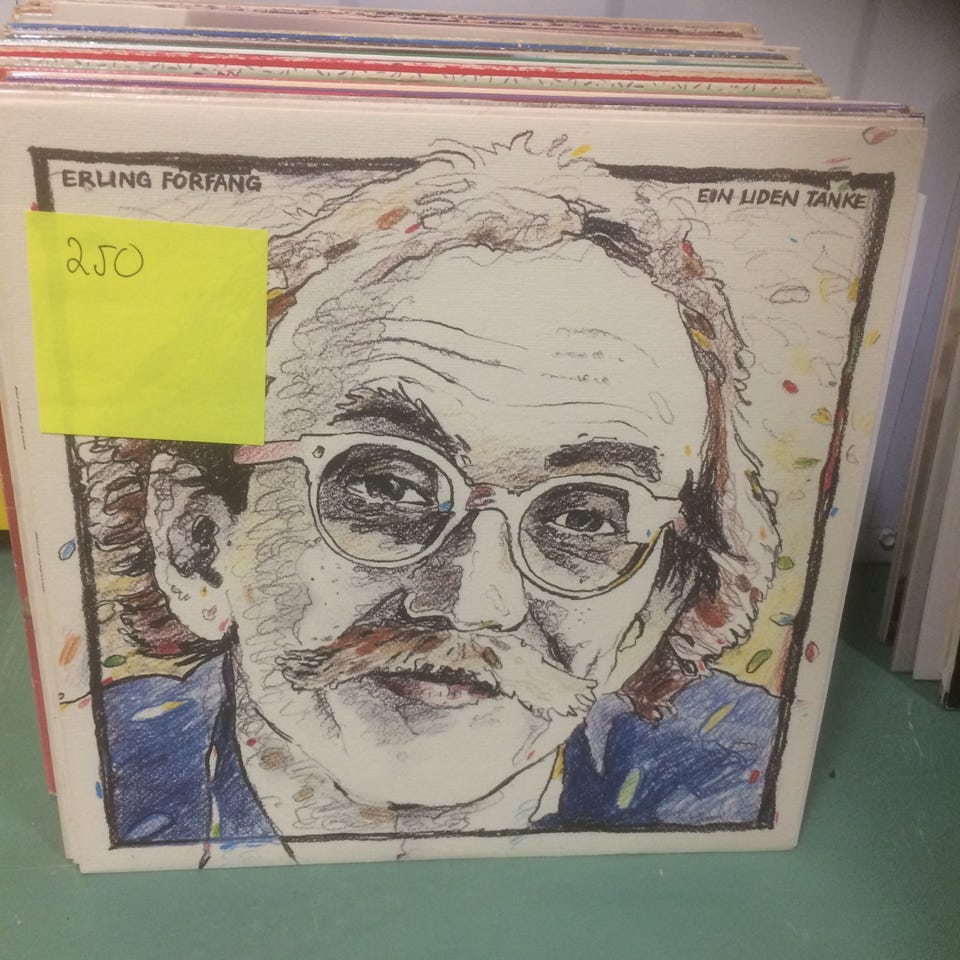 ERLING FORFANG
EIN LIDEN TANKE
250